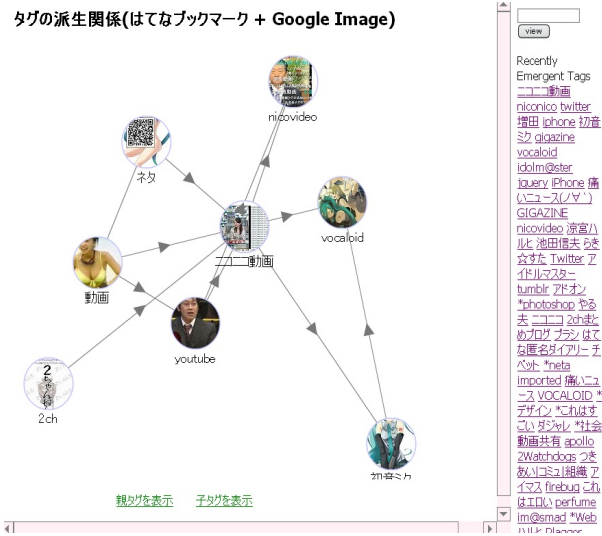 タグの派生関係(はてなブックマーク + Google Image)
nicovideo
ネタ
vocaloid
ニコニコ動画
動画
youtube
2ちゃんねる
2ch
初音ミク
親タグを表示 子タグを表示
view
Recently
Emergent Tags
ニコニコ動画
niconico twitter
増田 iphone 初音
ミク gigazine
vocaloid
idolm@ster
jquery iPhone 痛
いニュース(ノ∀`)
GIGAZINE
nicovideo 涼宮ハ
ルヒ 池田信夫 らき
☆すた Twitter ア
イドルマスター
tumblr アドオン
*photoshop やる
夫 ニコニコ 2chまと
めブログ ブラシ はて
な匿名ダイアリー チ
ベット *neta
imported 痛いニュ
ース VOCALOID *
デザイン *これはす
ごい ダジャレ *社会
動画共有 apollo
2Watchdogs つき
あい|コミュ|組織 ア
イマス firebug これ
はエロい perfume
im@smad *Web
ハルヒ Plagger